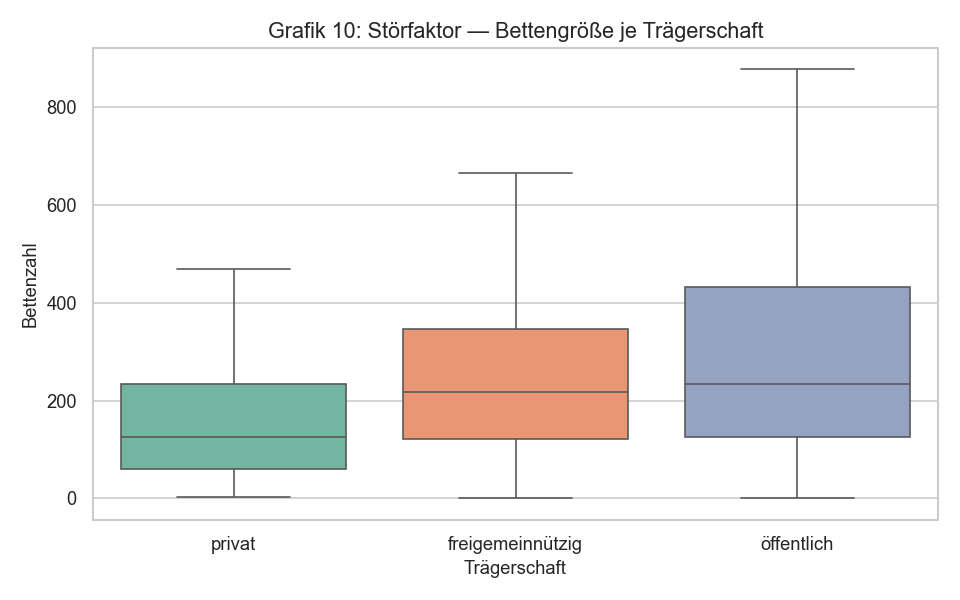 Grafik 10: Störfaktor — Bettengröße je Trägerschaft
Bettenzahl
800
600
400
200
0
privat
freigemeinnützig
öffentlich
Trägerschaft